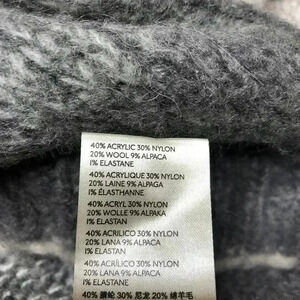 40% ACRYLIC 30% NYLON
20% WOOL 9% ALPACA
1% ELASTANE
40% ACRYLIQUE 30% NYLON
20% LAINE 9% ALPAGA
1% ÉLASTHANNE
40% ACRYL 30% NYLON
20% WOLLE 9% ALPAKA
1% ELASTAN
40% ACRILICO 30% NYLON
20% LANA 9% ALPACA
1% ELASTANE
40% ACRÍLICO 30% NYLON
20% LANA 9% ALPACA
1% ELASTANO
40% 腈纶 30% 尼龙 20% 绵羊毛